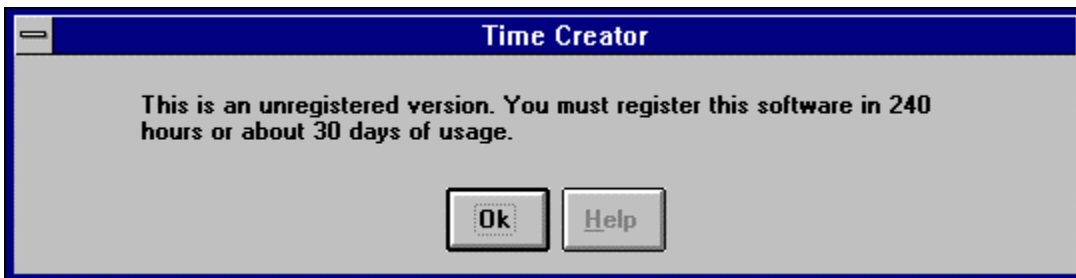 Time Creator
This is an unregistered version. You must register this software in 240
hours or about 30 days of usage.
Ok Help